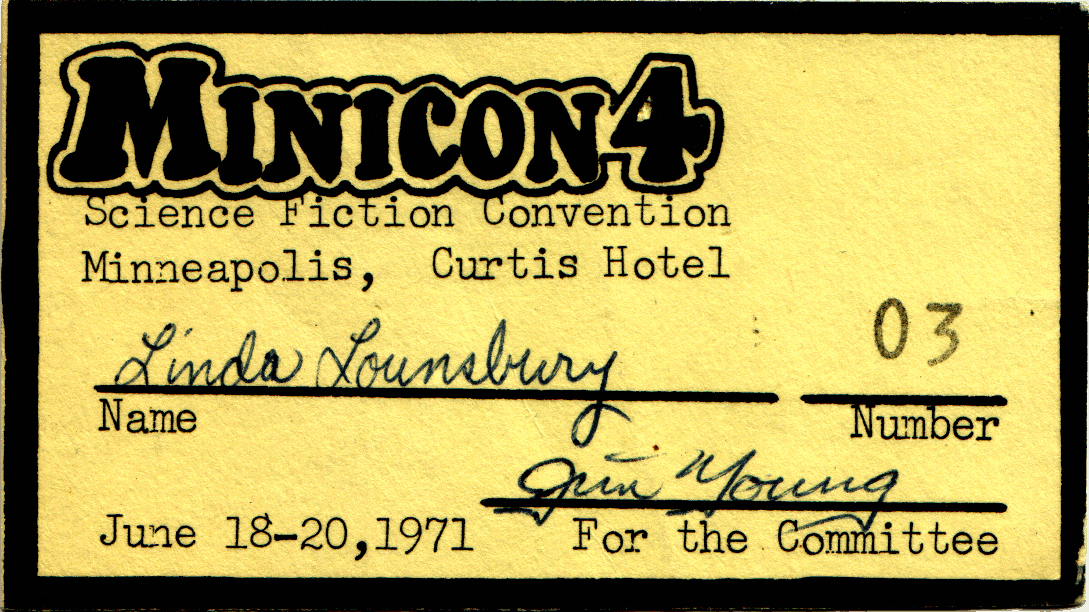 MINICON 4
Science Fiction Convention
Minneapolis, Curtis Hotel
03
Linda Lounsbury
Name
Number
Jim Young
June 18-20,1971
For the Committee